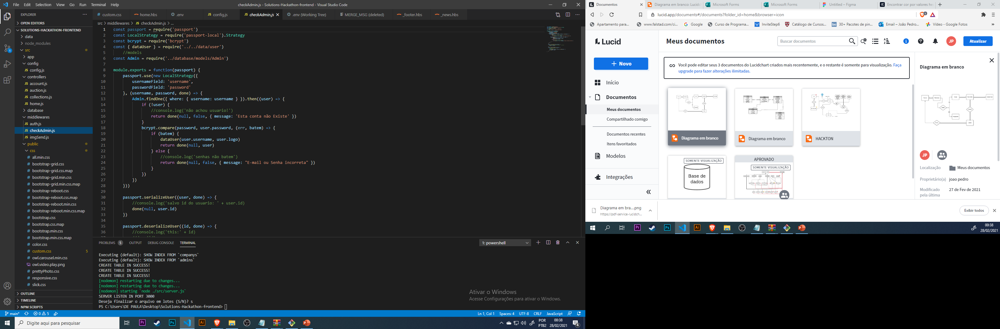 File Edit Selection View Go Run Terminal Help
checkAdmin.js - Solutions-Hackathon-frontend - Visual Studio Code
EXPLORER
OPEN EDITORS
SOLUTIONS-HACKATHON-FRONTEND
data
node_modules
src
app
config
config.js
controllers
account.js
auction.js
collections.js
home.js
database
middlewares
auth.js
checkAdmin.js
imgSend.js
public
css
all.min.css
bootstrap-grid.css
bootstrap-grid.css.map
bootstrap-grid.min.css
bootstrap-grid.min.css.map
bootstrap-reboot.css
bootstrap-reboot.css.map
bootstrap-reboot.min.css
bootstrap-reboot.min.css.map
bootstrap.css
bootstrap.css.map
bootstrap.min.css
bootstrap.min.css.map
color.css
custom.css 5
owl.carousel.min.css
owl.video.play.png
prettyPhoto.css
responsive.css
slick.css
OUTLINE
TIMELINE
NPM SCRIPTS
custom.css home.hbs .env config.js checkAdmin.js .env (Working Tree) MERGE_MSG (deleted) _footer.hbs _news.hbs
src > middlewares > checkAdmin.js > ...
1 const passport = require('passport')
2 const LocalStrategy = require('passport-local').Strategy
3 const bcrypt = require('bcrypt')
4 const { dataUser } = require('../../data/user')
5 //models
6 const Admin = require('../database/models/Admin')
7
8 module.exports = function(passport) {
9 passport.use(new LocalStrategy({
10 usernameField: 'username',
11 passwordField: 'password'
12 }, (username, password, done) => {
13 Admin.findOne({ where: { username: username } }).then((user) => {
14 if (!user) {
15 //console.log('não achou usuario!')
16 return done(null, false, { message: 'Esta conta não Existe' })
17 }
18 bcrypt.compare(password, user.password, (err, batem) => {
19 if (batem) {
20 dataUser(user.username, user.logo)
21 return done(null, user)
22 } else {
23 //console.log('senhas não batem')
24 return done(null, false, { message: "E-mail ou Senha incorreta" })
25 }
26 })
27 })
28 }))
29
30 passport.serializeUser((user, done) => {
31 //console.log('salvo id do usuario: ' + user.id)
32 done(null, user.id)
33 })
34
35 passport.deserializeUser((id, done) => {
36 //console.log('this:' + id)
PROBLEMS 5 OUTPUT DEBUG CONSOLE TERMINAL
1: powershell
Executing (default): SHOW INDEX FROM `companys`
Executing (default): SHOW INDEX FROM `admins`
CREATE TABLE IN SUCCESS!
CREATE TABLE IN SUCCESS!
CREATE TABLE IN SUCCESS!
[nodemon] restarting due to changes...
[nodemon] restarting due to changes...
[nodemon] starting `node ./src/server.js`
SERVER LISTEN IN PORT 3000
Deseja finalizar o arquivo em lotes (S/N)? s
PS C:\Users\DE PAULA\Desktop\Solutions-Hackathon-frontend>
Ativar o Windows
Acesse Configurações para ativar o Windows.
main* 0 5
Ln 1, Col 1 Spaces: 4 UTF-8 CRLF JavaScript
Digite aqui para pesquisar
POR
PTB2
00:38
28/02/2021
4
Documentos
Diagrama em branco: Lucidc
Microsoft Forms
Microsoft Forms
Untitled – Figma
Encontrar cor por valores he
lucid.app/documents#/documents?folder_id=home&browser=icon
Apartamento para... www.falstad.com/ci... Google Curso de Programa... InviteStep6 Catálogo de Cursos... 30+ Pacotes de pin... Email – João Pedro... Vídeo - Google Fotos
Lucid
Meus documentos
Buscar documentos
JP
Atualizar
Novo
Início
Documentos
Meus documentos
Compartilhado comigo
Documentos recentes
Itens favoritados
Modelos
Integrações
Você pode editar seus 3 documentos do Lucidchart criados mais recentemente, e o restante é somente para visualização. Faça
upgrade para fazer alterações ilimitadas.
Diagrama em branco
Diagrama em branco
HACKTON
SOMENTE VISUALIZAÇÃO
Base de
dados
APROVADO
SOMENTE VISUALIZAÇÃO
Diagrama em branco
JP
Localização Meus documentos
Proprietário(a) joao pedro
Modificado
pela última
27 de Fev de 2021
Diagrama em bra....png
https://pdf-service-lucidch...
Exibir todos
00:38
28/02/2021